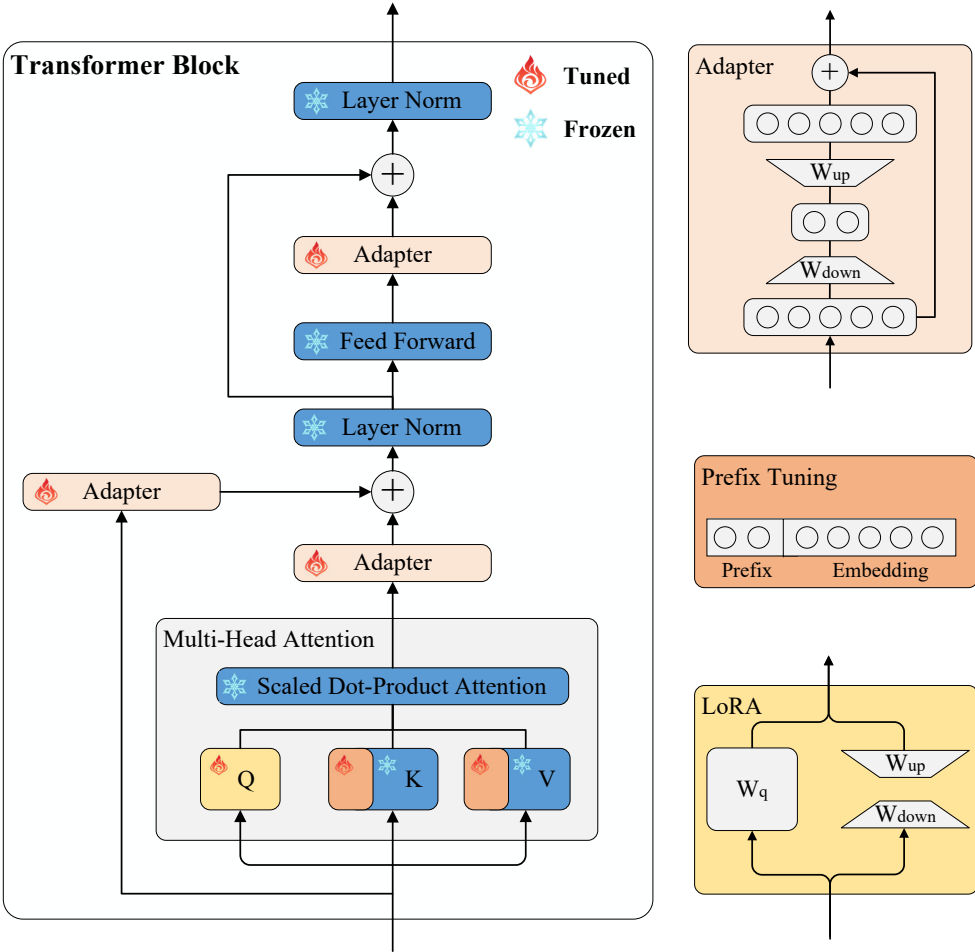 Transformer Block
Tuned
Frozen
Layer Norm
Adapter
Feed Forward
Layer Norm
Adapter
Adapter
Multi-Head Attention
Scaled Dot-Product Attention
Q
K
V
Adapter
Wup
Wdown
Prefix Tuning
Prefix
Embedding
LoRA
Wq
Wup
Wdown